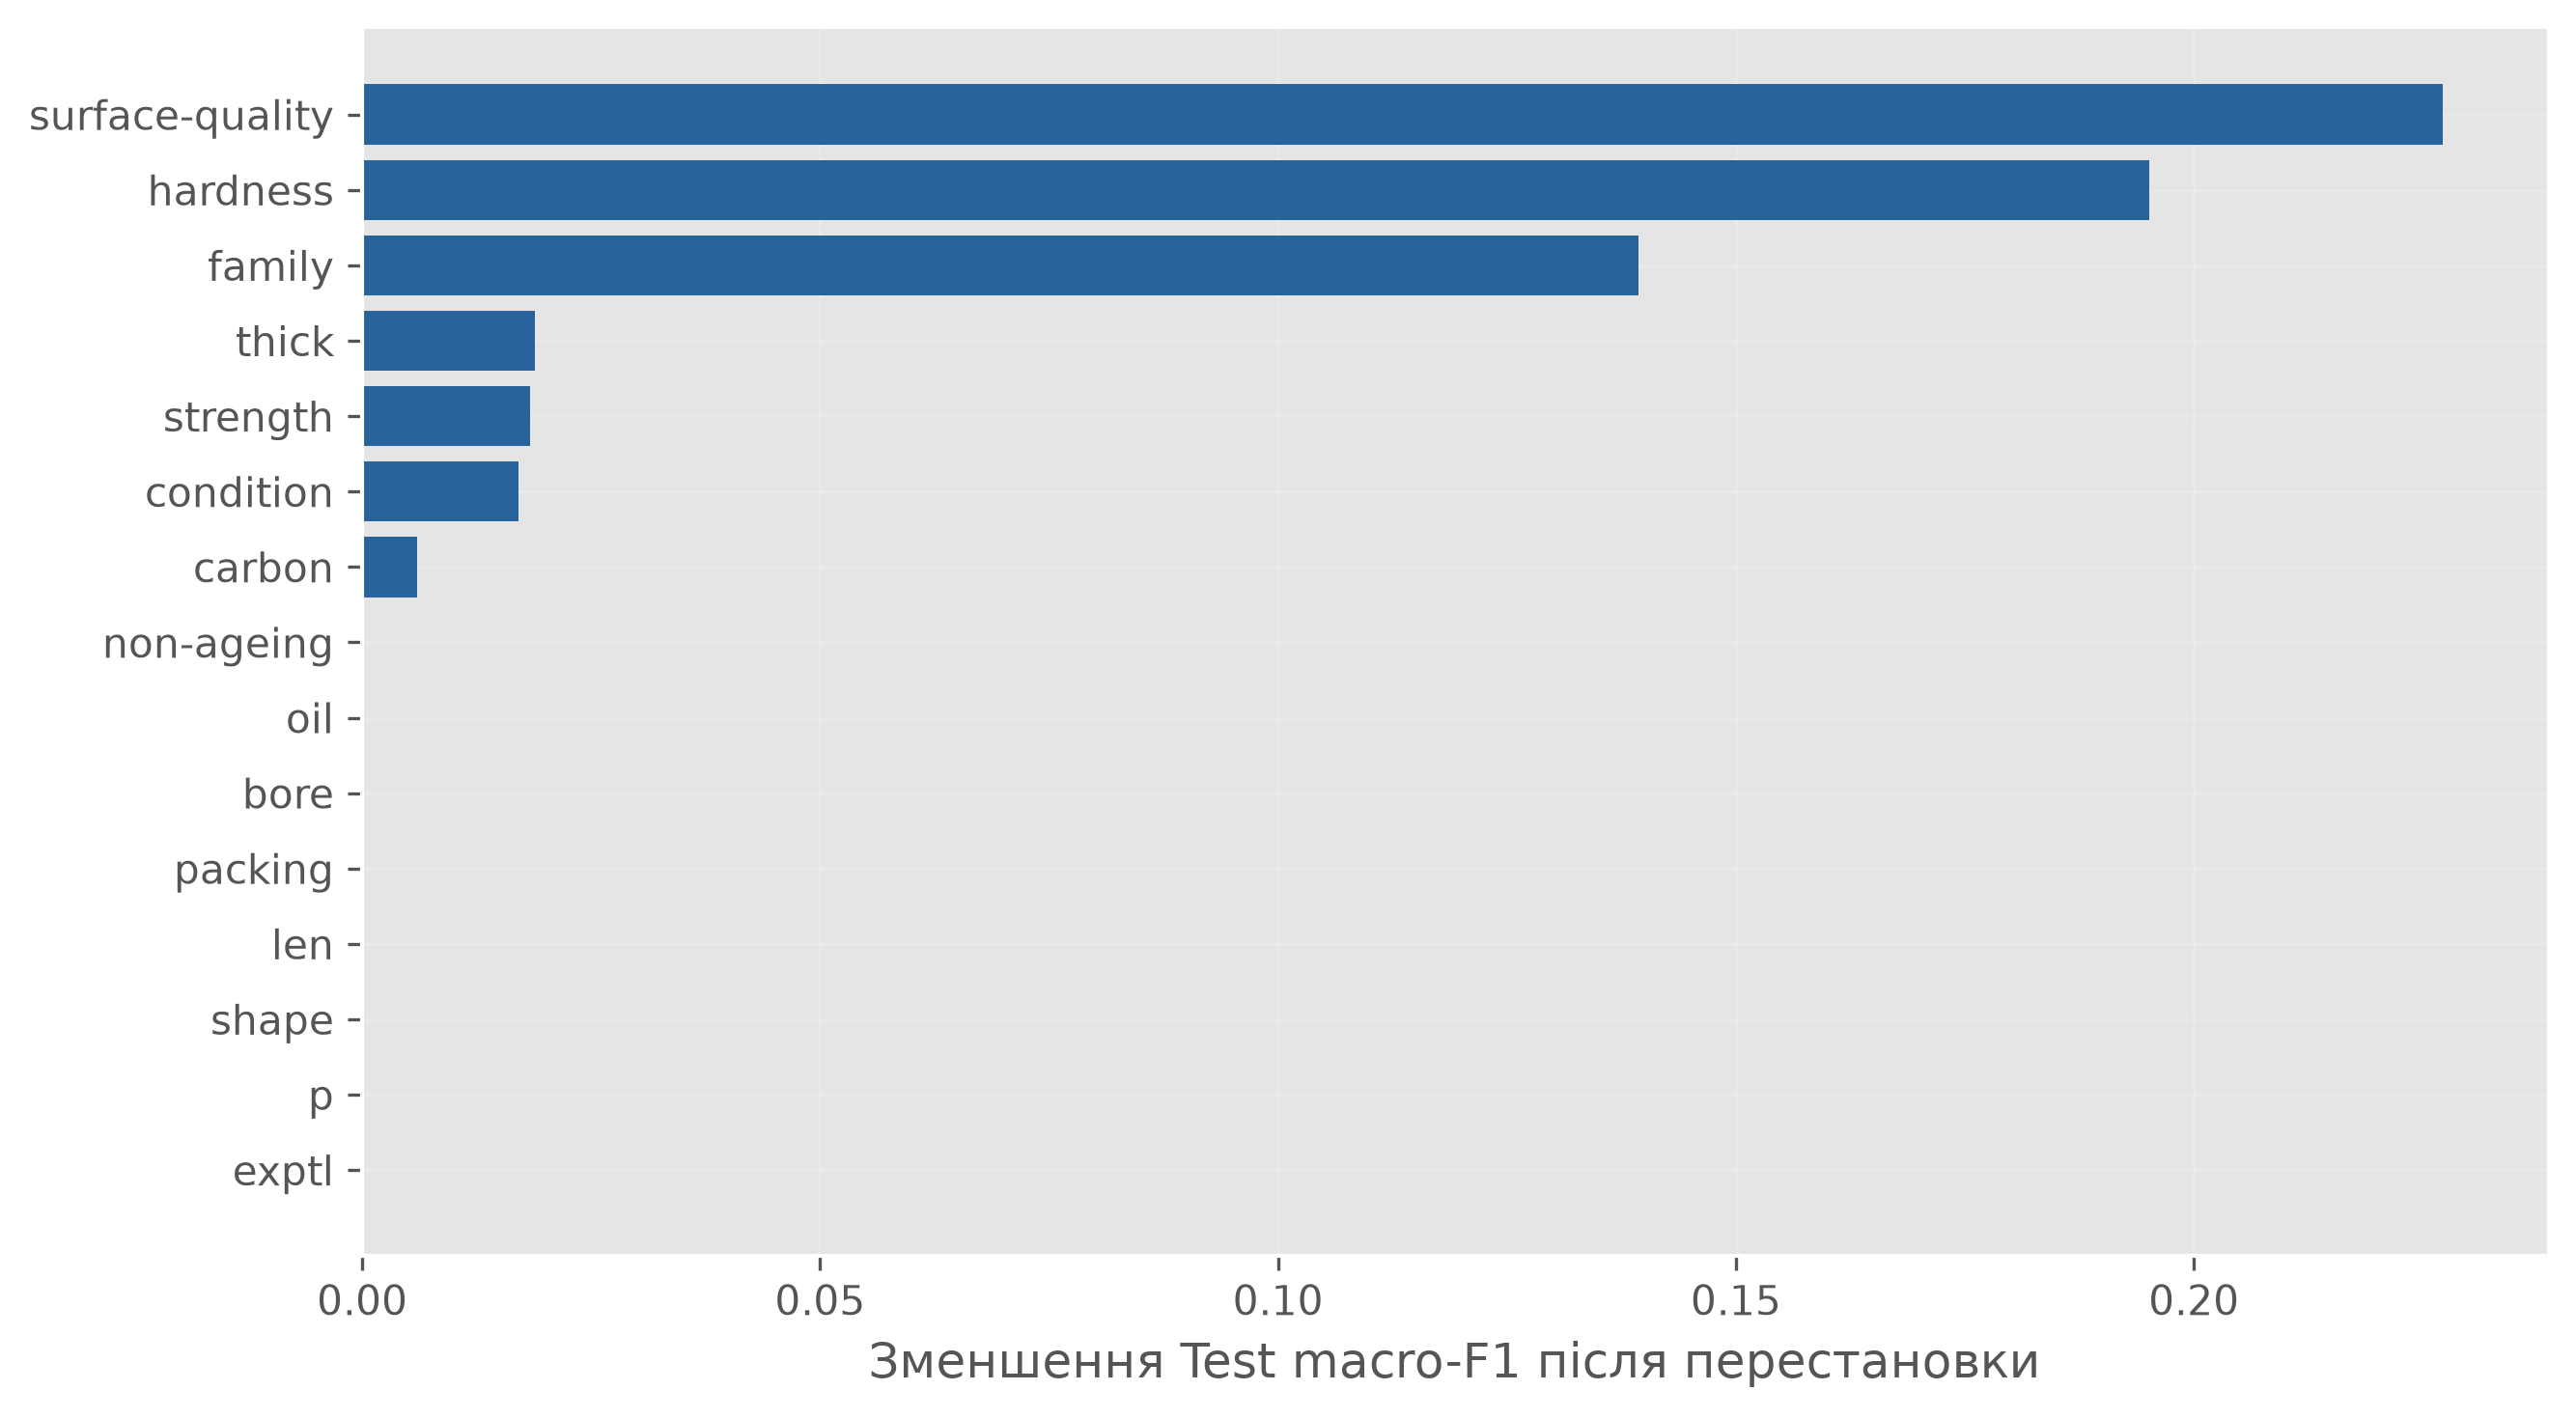 surface-quality
hardness
family
thick
strength
condition
carbon
non-ageing
oil
bore
packing
len
shape
p
exptl
0.00 0.05 0.10 0.15 0.20
Зменшення Test macro-F1 після перестановки